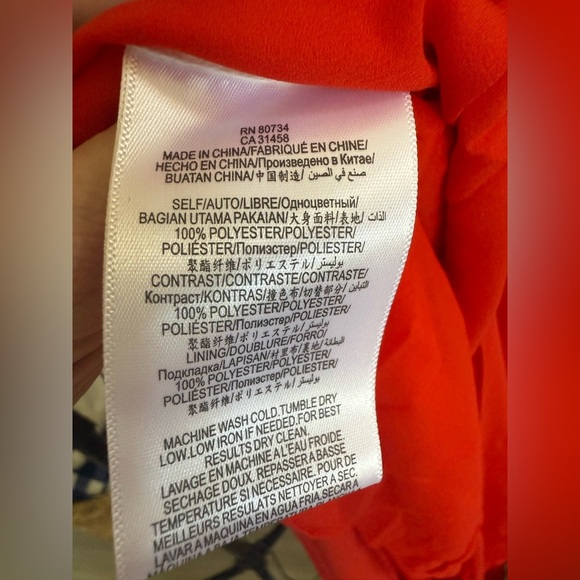 RN 80734
CA 31458
MADE IN CHINA/FABRIQUÉ EN CHINE/
HECHO EN CHINA/Произведено в Китае/
BUATAN CHINA/中国制造/ صنع في الصين
SELF/AUTO/LIBRE/Одноцветный/
BAGIAN UTAMA PAKAIAN/大身面料/表地/ الذات
100% POLYESTER/POLYESTER/
POLIÉSTER/Полиэстер/POLIESTER/
聚酯纤维/ポリエステル/بوليستر
CONTRAST/CONTRASTE/CONTRASTE/
Контраст/KONTRAS/撞色布/切替部分/ التباين
100% POLYESTER/POLYESTER/
POLIÉSTER/Полиэстер/POLIESTER/
聚酯纤维/ポリエステル/بوليستر
LINING/DOUBLURE/FORRO/
Подкладка/LAPISAN/衬里布/裏地/ البطانة
100% POLYESTER/POLYESTER/
POLIÉSTER/Полиэстер/POLIESTER/
聚酯纤维/ポリエステル/ بوليستر
MACHINE WASH COLD.TUMBLE DRY
LOW.LOW IRON IF NEEDED.FOR BEST
RESULTS DRY CLEAN.
LAVAGE EN MACHINE A L'EAU FROIDE.
SECHAGE DOUX. REPASSER A BASSE
TEMPERATURE SI NECESSAIRE. POUR DE
MEILLEURS RESULATS NETTOYER A SEC.
LAVAR A MAQUINA EN AGUA FRIA SECAR A